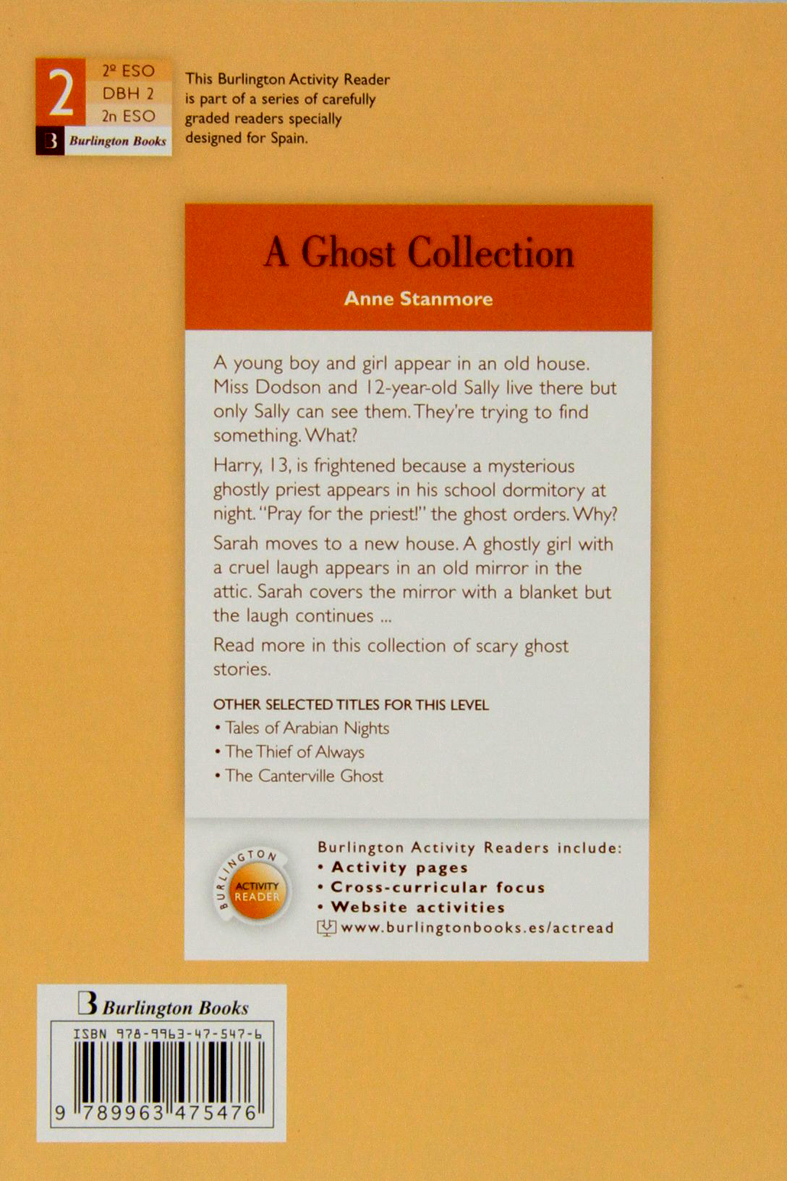 2
2º ESO
DBH 2
2n ESO
B Burlington Books
This Burlington Activity Reader
is part of a series of carefully
graded readers specially
designed for Spain.
A Ghost Collection
Anne Stanmore
A young boy and girl appear in an old house.
Miss Dodson and 12-year-old Sally live there but
only Sally can see them. They're trying to find
something. What?
Harry, 13, is frightened because a mysterious
ghostly priest appears in his school dormitory at
night. “Pray for the priest!” the ghost orders. Why?
Sarah moves to a new house. A ghostly girl with
a cruel laugh appears in an old mirror in the
attic. Sarah covers the mirror with a blanket but
the laugh continues ...
Read more in this collection of scary ghost
stories.
OTHER SELECTED TITLES FOR THIS LEVEL
• Tales of Arabian Nights
• The Thief of Always
• The Canterville Ghost
BURLINGTON
ACTIVITY
READER
Burlington Activity Readers include:
• Activity pages
• Cross-curricular focus
• Website activities
www.burlingtonbooks.es/actread
B Burlington Books
ISBN 978-9963-47-547-6
9 789963 475476